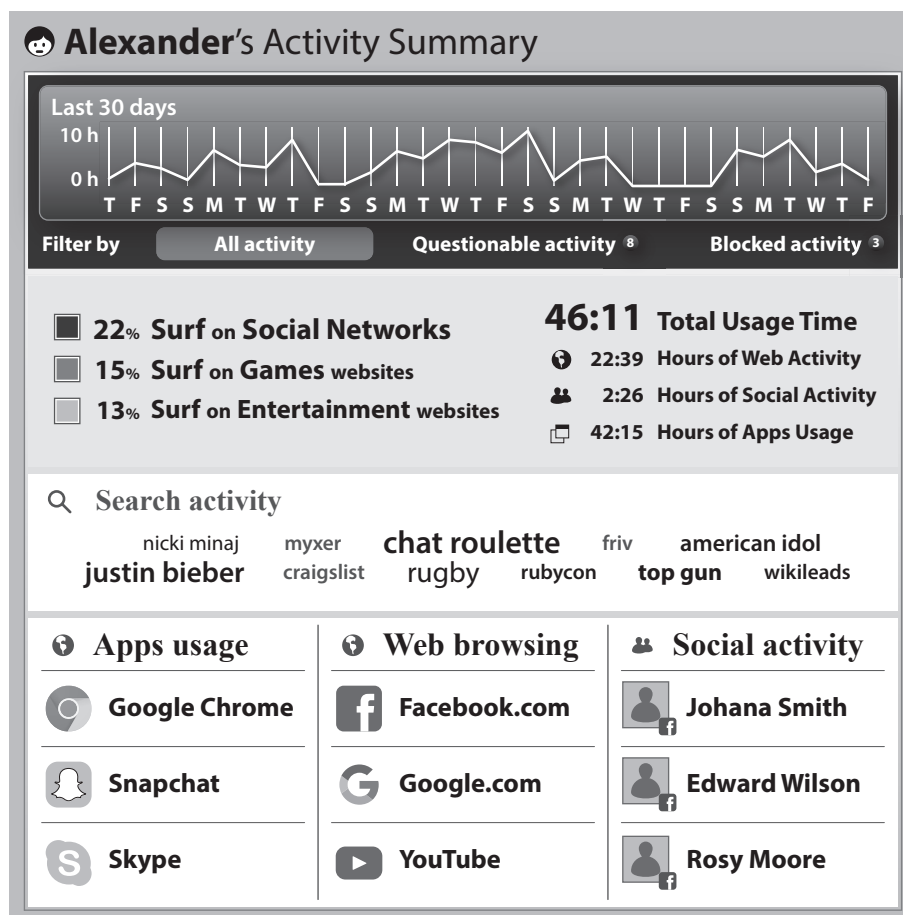 Alexander's Activity Summary
Last 30 days
10 h
0 h
T F S S M T W T F S S M T W T F S S M T W T F S S M T W T F
Filter by All activity Questionable activity 8 Blocked activity 3
22% Surf on Social Networks
15% Surf on Games websites
13% Surf on Entertainment websites
46:11 Total Usage Time
22:39 Hours of Web Activity
2:26 Hours of Social Activity
42:15 Hours of Apps Usage
Search activity
nicki minaj myxer chat roulette friv american idol
justin bieber craigslist rugby rubycon top gun wikileads
Apps usage
Google Chrome
Snapchat
Skype
Web browsing
Facebook.com
Google.com
YouTube
Social activity
Johana Smith
Edward Wilson
Rosy Moore